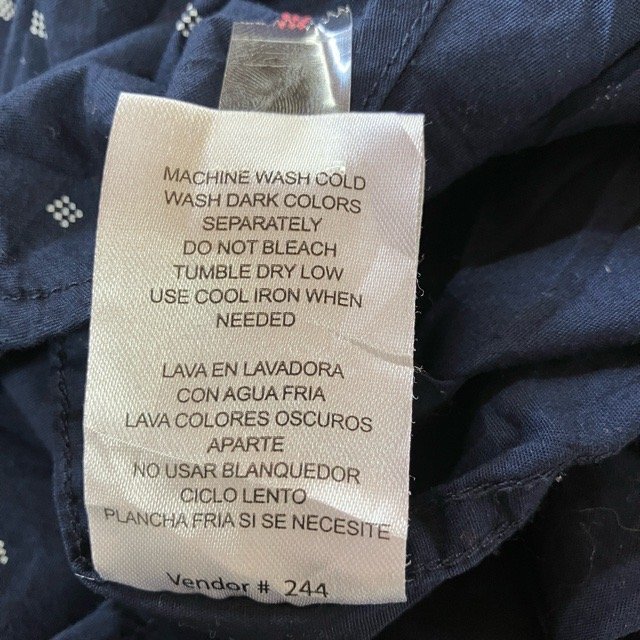 MACHINE WASH COLD
WASH DARK COLORS
SEPARATELY
DO NOT BLEACH
TUMBLE DRY LOW
USE COOL IRON WHEN
NEEDED
LAVA EN LAVADORA
CON AGUA FRIA
LAVA COLORES OSCUROS
APARTE
NO USAR BLANQUEDOR
CICLO LENTO
PLANCHA FRIA SI SE NECESITE
Vendor # 244